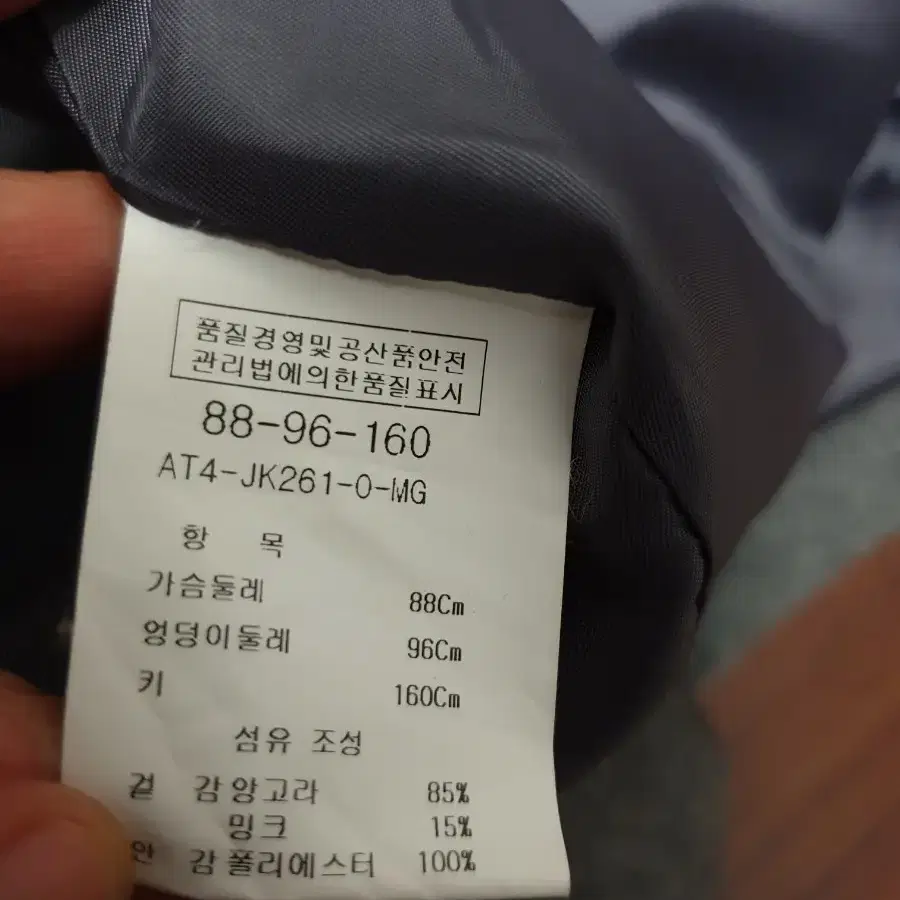 품질경영및공산품안전
관리법에의한품질표시
88-96-160
AT4-JK261-0-MG
항 목
가슴둘레 88Cm
엉덩이둘레 96Cm
키 160Cm
섬유 조성
겉 감앙고라 85%
밍크 15%
안 감폴리에스터 100%